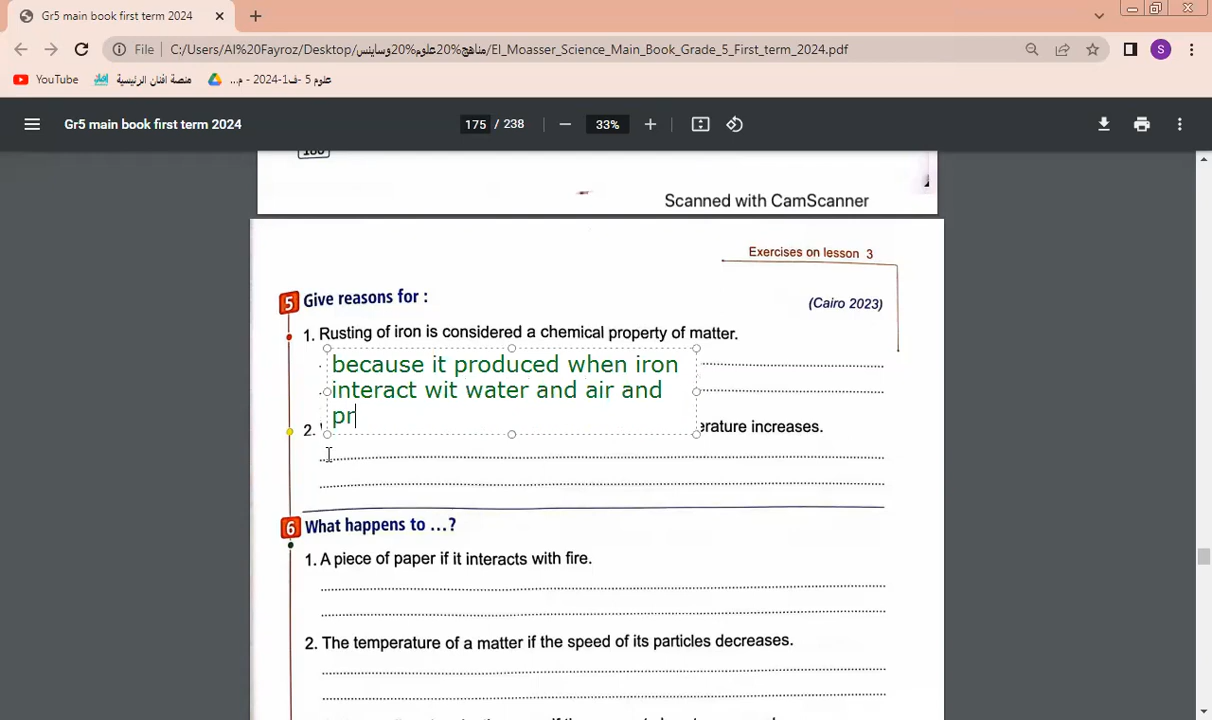 Gr5 main book first term 2024
File
C:/Users/Al%20Fayroz/Desktop/مناهج%20علوم%20وساينس/El_Moasser_Science_Main_Book_Grade_5_First_term_2024.pdf
S
YouTube
منصة افنان الرئيسية
علوم 5 -ف1-2024 - م...
Gr5 main book first term 2024
175 / 238
33%
Scanned with CamScanner
Exercises on lesson 3
5 Give reasons for :
(Cairo 2023)
1. Rusting of iron is considered a chemical property of matter.
because it produced when iron
interact wit water and air and
pr
2. erature increases.
6 What happens to ...?
1. A piece of paper if it interacts with fire.
2. The temperature of a matter if the speed of its particles decreases.